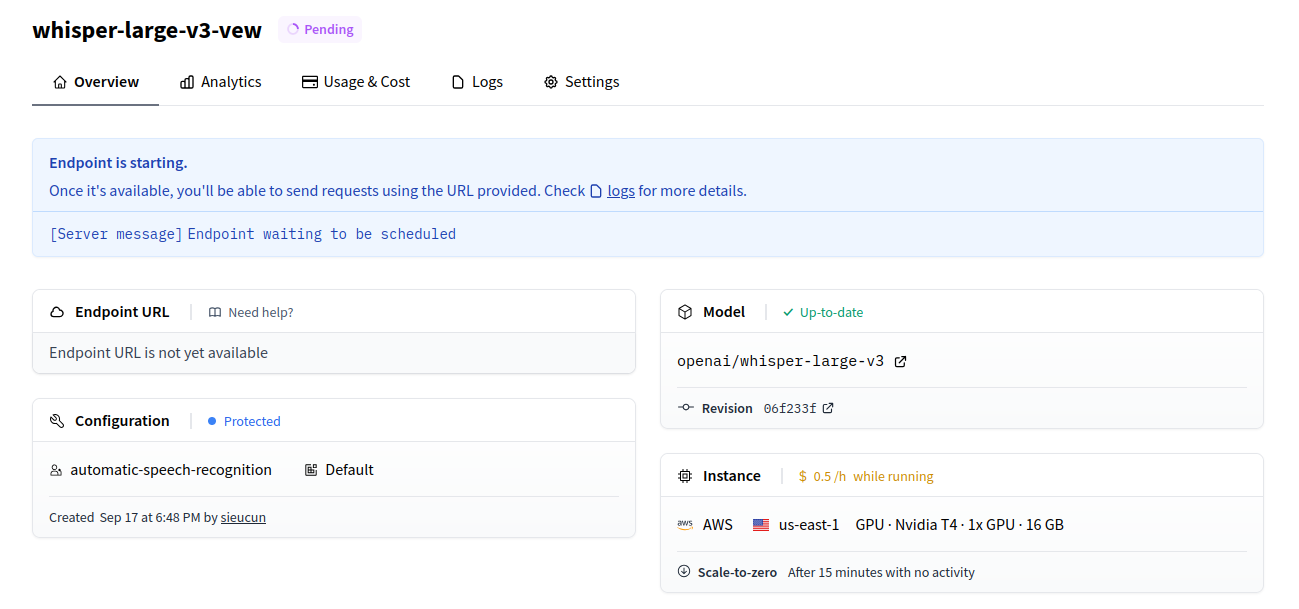 whisper-large-v3-vew Pending
Overview Analytics Usage & Cost Logs Settings
Endpoint is starting.
Once it's available, you'll be able to send requests using the URL provided. Check logs for more details.
[Server message] Endpoint waiting to be scheduled
Endpoint URL Need help?
Endpoint URL is not yet available
Configuration Protected
automatic-speech-recognition Default
Created Sep 17 at 6:48 PM by sieucun
Model Up-to-date
openai/whisper-large-v3
Revision 06f233f
Instance $ 0.5 /h while running
aws AWS us-east-1 GPU · Nvidia T4 · 1x GPU · 16 GB
Scale-to-zero After 15 minutes with no activity